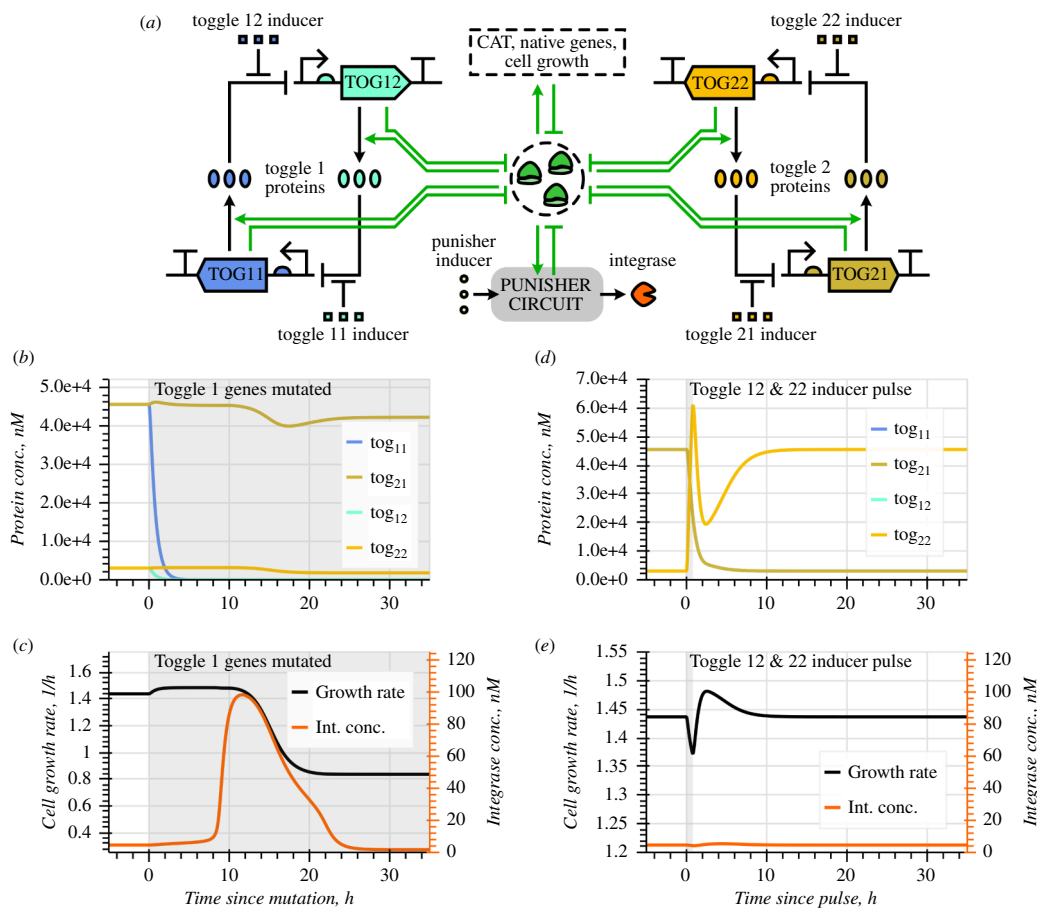 (a)
toggle 12 inducer
toggle 22 inducer
CAT, native genes,
cell growth
TOG12
TOG22
toggle 1
proteins
toggle 2
proteins
TOG11
TOG21
punisher
inducer
integrase
PUNISHER
CIRCUIT
toggle 11 inducer
toggle 21 inducer
(b)
Toggle 1 genes mutated
Protein conc., nM
5.0e+4
4.0e+4
3.0e+4
2.0e+4
1.0e+4
0.0e+0
tog11
tog21
tog12
tog22
0
10
20
30
(d)
Toggle 12 & 22 inducer pulse
Protein conc., nM
7.0e+4
6.0e+4
5.0e+4
4.0e+4
3.0e+4
2.0e+4
1.0e+4
0.0e+0
tog11
tog21
tog12
tog22
0
10
20
30
(c)
Toggle 1 genes mutated
Cell growth rate, 1/h
1.6
1.4
1.2
1
0.8
0.6
0.4
Growth rate
Int. conc.
120
100
80
60
40
20
0
Integrase conc., nM
0
10
20
30
Time since mutation, h
(e)
Toggle 12 & 22 inducer pulse
Cell growth rate, 1/h
1.55
1.5
1.45
1.4
1.35
1.3
1.25
1.2
Growth rate
Int. conc.
120
100
80
60
40
20
0
Integrase conc., nM
0
10
20
30
Time since pulse, h